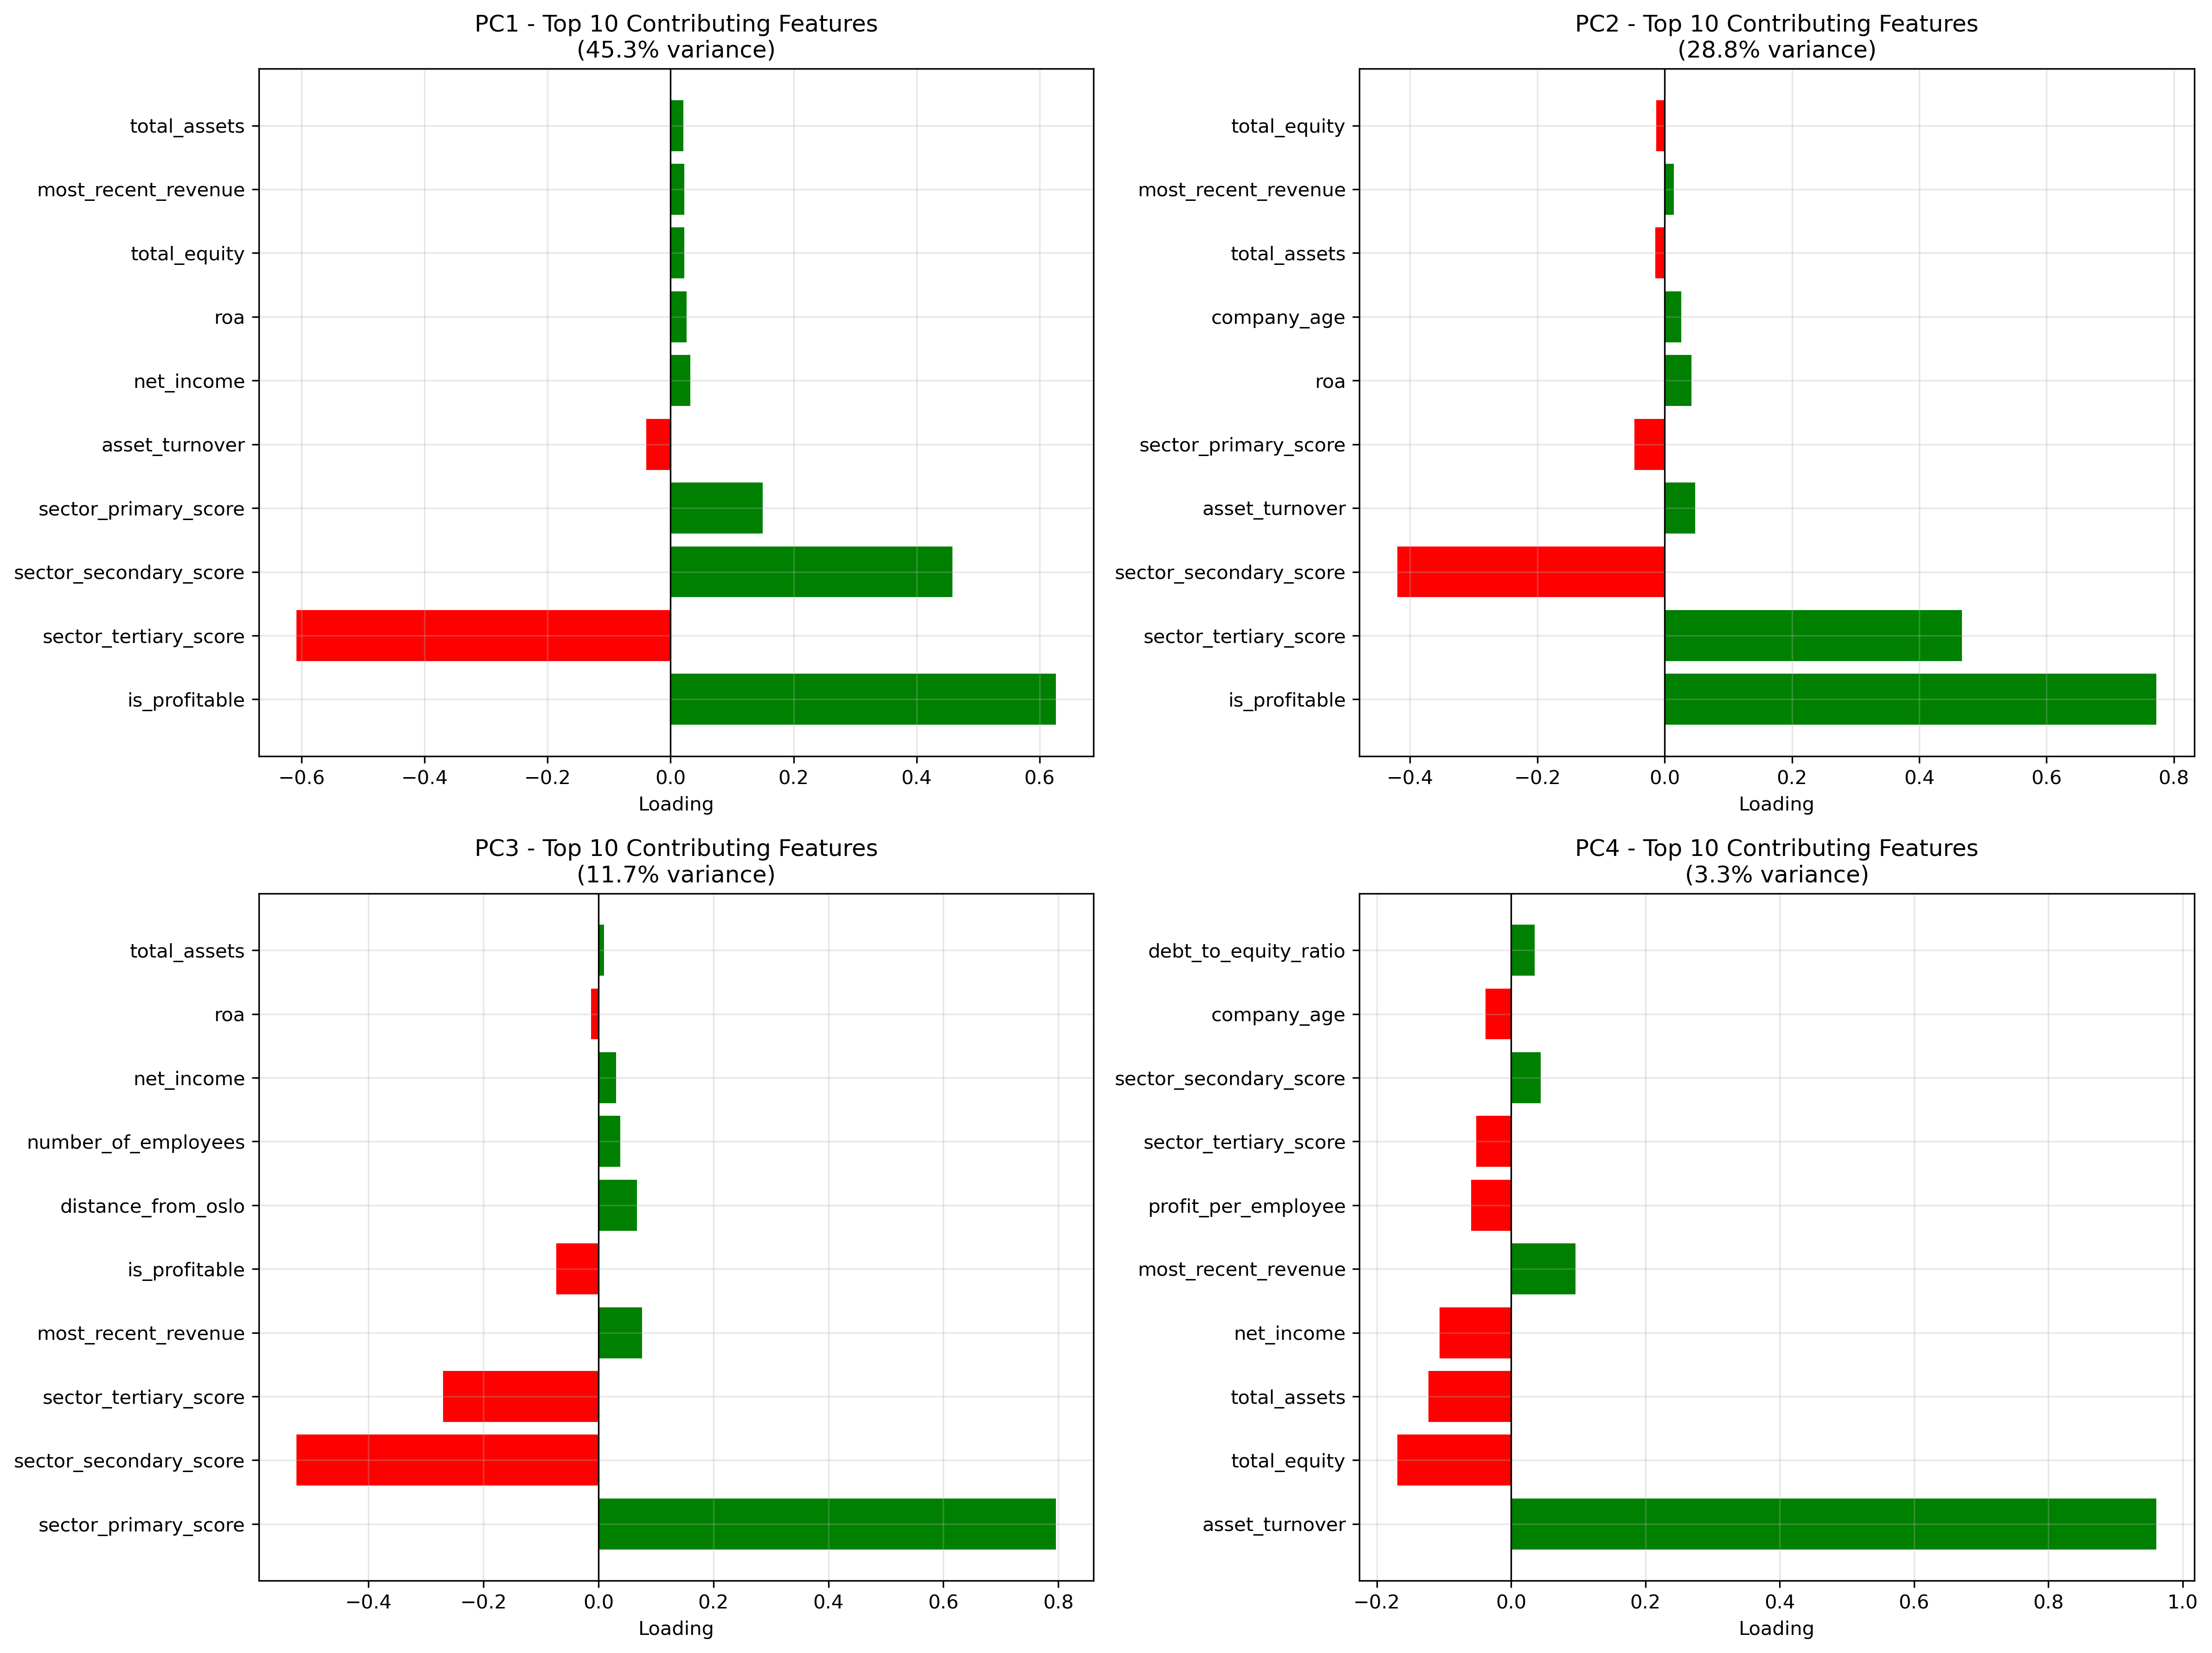 PC1 - Top 10 Contributing Features
(45.3% variance)
total_assets
most_recent_revenue
total_equity
roa
net_income
asset_turnover
sector_primary_score
sector_secondary_score
sector_tertiary_score
is_profitable
−0.6 −0.4 −0.2 0.0 0.2 0.4 0.6
Loading
PC2 - Top 10 Contributing Features
(28.8% variance)
total_equity
most_recent_revenue
total_assets
company_age
roa
sector_primary_score
asset_turnover
sector_secondary_score
sector_tertiary_score
is_profitable
−0.4 −0.2 0.0 0.2 0.4 0.6 0.8
Loading
PC3 - Top 10 Contributing Features
(11.7% variance)
total_assets
roa
net_income
number_of_employees
distance_from_oslo
is_profitable
most_recent_revenue
sector_tertiary_score
sector_secondary_score
sector_primary_score
−0.4 −0.2 0.0 0.2 0.4 0.6 0.8
Loading
PC4 - Top 10 Contributing Features
(3.3% variance)
debt_to_equity_ratio
company_age
sector_secondary_score
sector_tertiary_score
profit_per_employee
most_recent_revenue
net_income
total_assets
total_equity
asset_turnover
−0.2 0.0 0.2 0.4 0.6 0.8 1.0
Loading